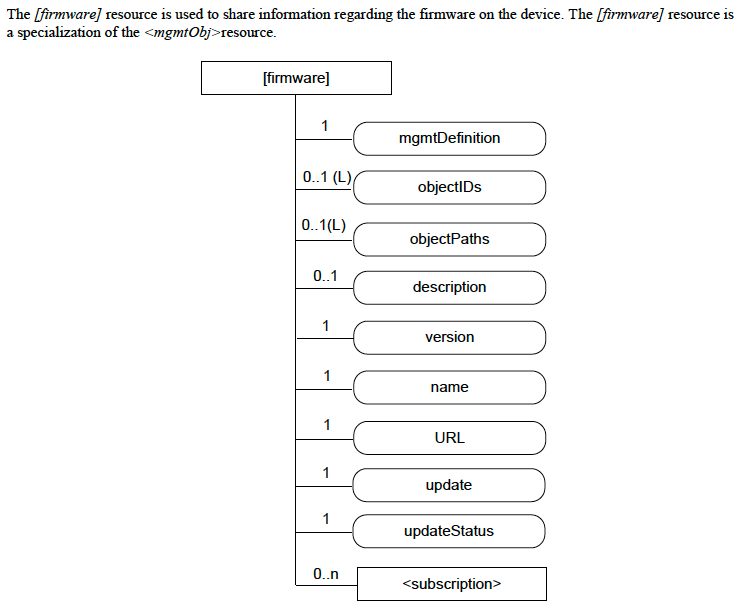 The [firmware] resource is used to share information regarding the firmware on the device. The [firmware] resource is
a specialization of the <mgmtObj>resource.
[firmware]
1
mgmtDefinition
0..1 (L)
objectIDs
0..1(L)
objectPaths
0..1
description
1
version
1
name
1
URL
1
update
1
updateStatus
0..n
<subscription>